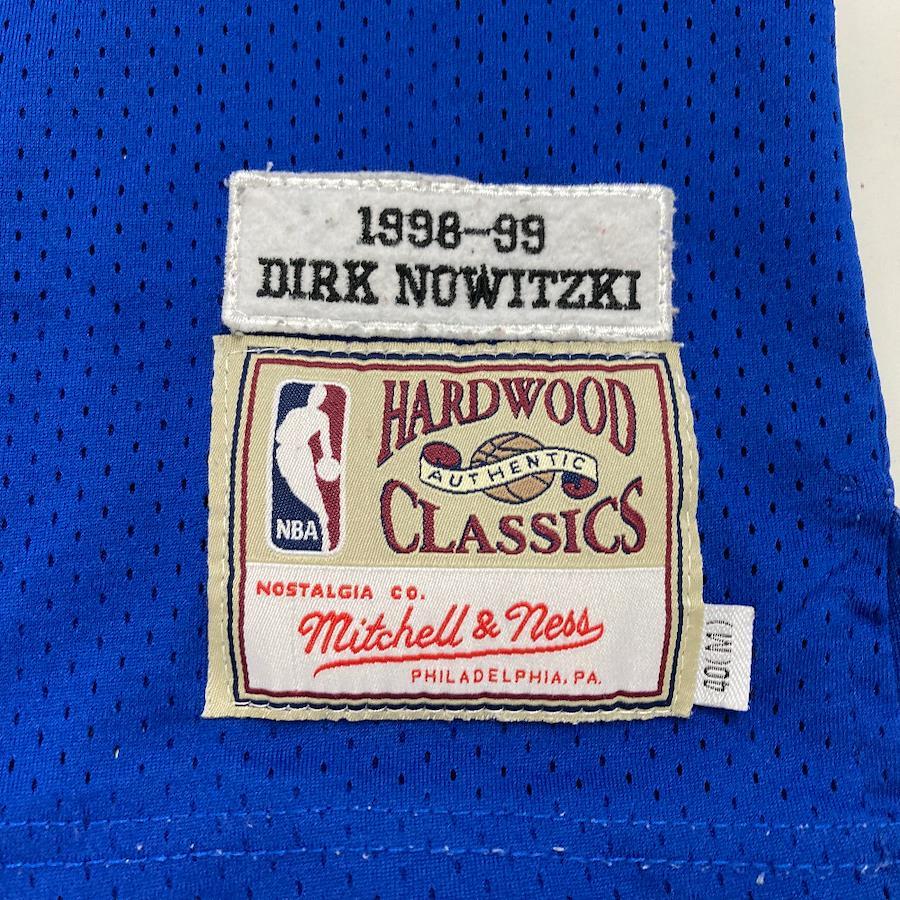 1998-99
DIRK NOWITZKI
HARDWOOD
AUTHENTIC
CLASSICS
NBA
NOSTALGIA CO.
Mitchell & Ness
PHILADELPHIA, PA.
40(M)